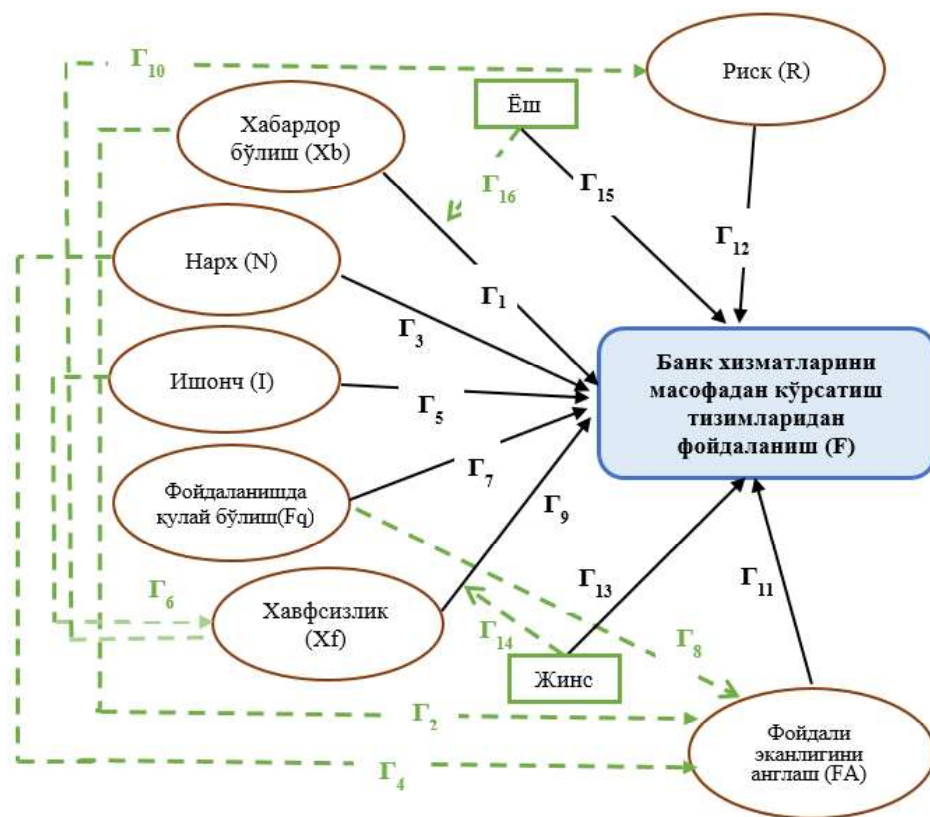 Г10
Риск (R)
Ёш
Хабардор
бўлиш (Xb)
Г16
Г15
Г12
Нарх (N)
Г1
Г3
Ишонч (I)
Г5
Банк хизматларини
масофадан кўрсатиш
тизимларидан
фойдаланиш (F)
Фойдаланишда
қулай бўлиш(Fq)
Г7
Г9
Г6
Хавфсизлик
(Xf)
Г13
Г11
Г14
Г8
Жинс
Г2
Фойдали
эканлигини
англаш (FA)
Г4